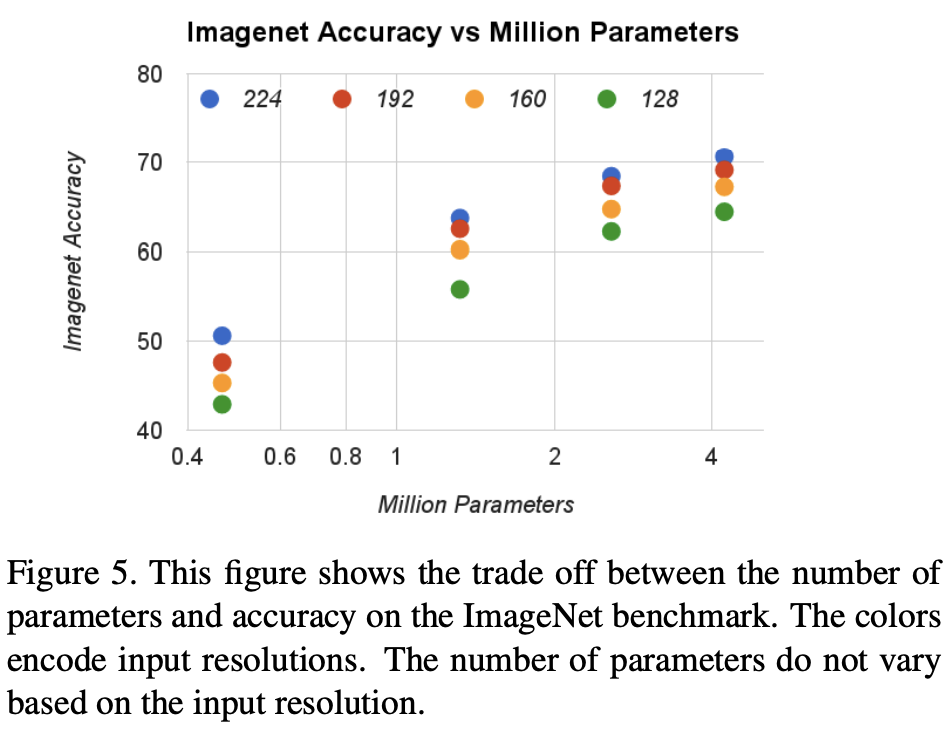 Imagenet Accuracy vs Million Parameters
80
224 192 160 128
70
60
50
40
Imagenet Accuracy
0.4 0.6 0.8 1 2 4
Million Parameters
Figure 5. This figure shows the trade off between the number of
parameters and accuracy on the ImageNet benchmark. The colors
encode input resolutions. The number of parameters do not vary
based on the input resolution.